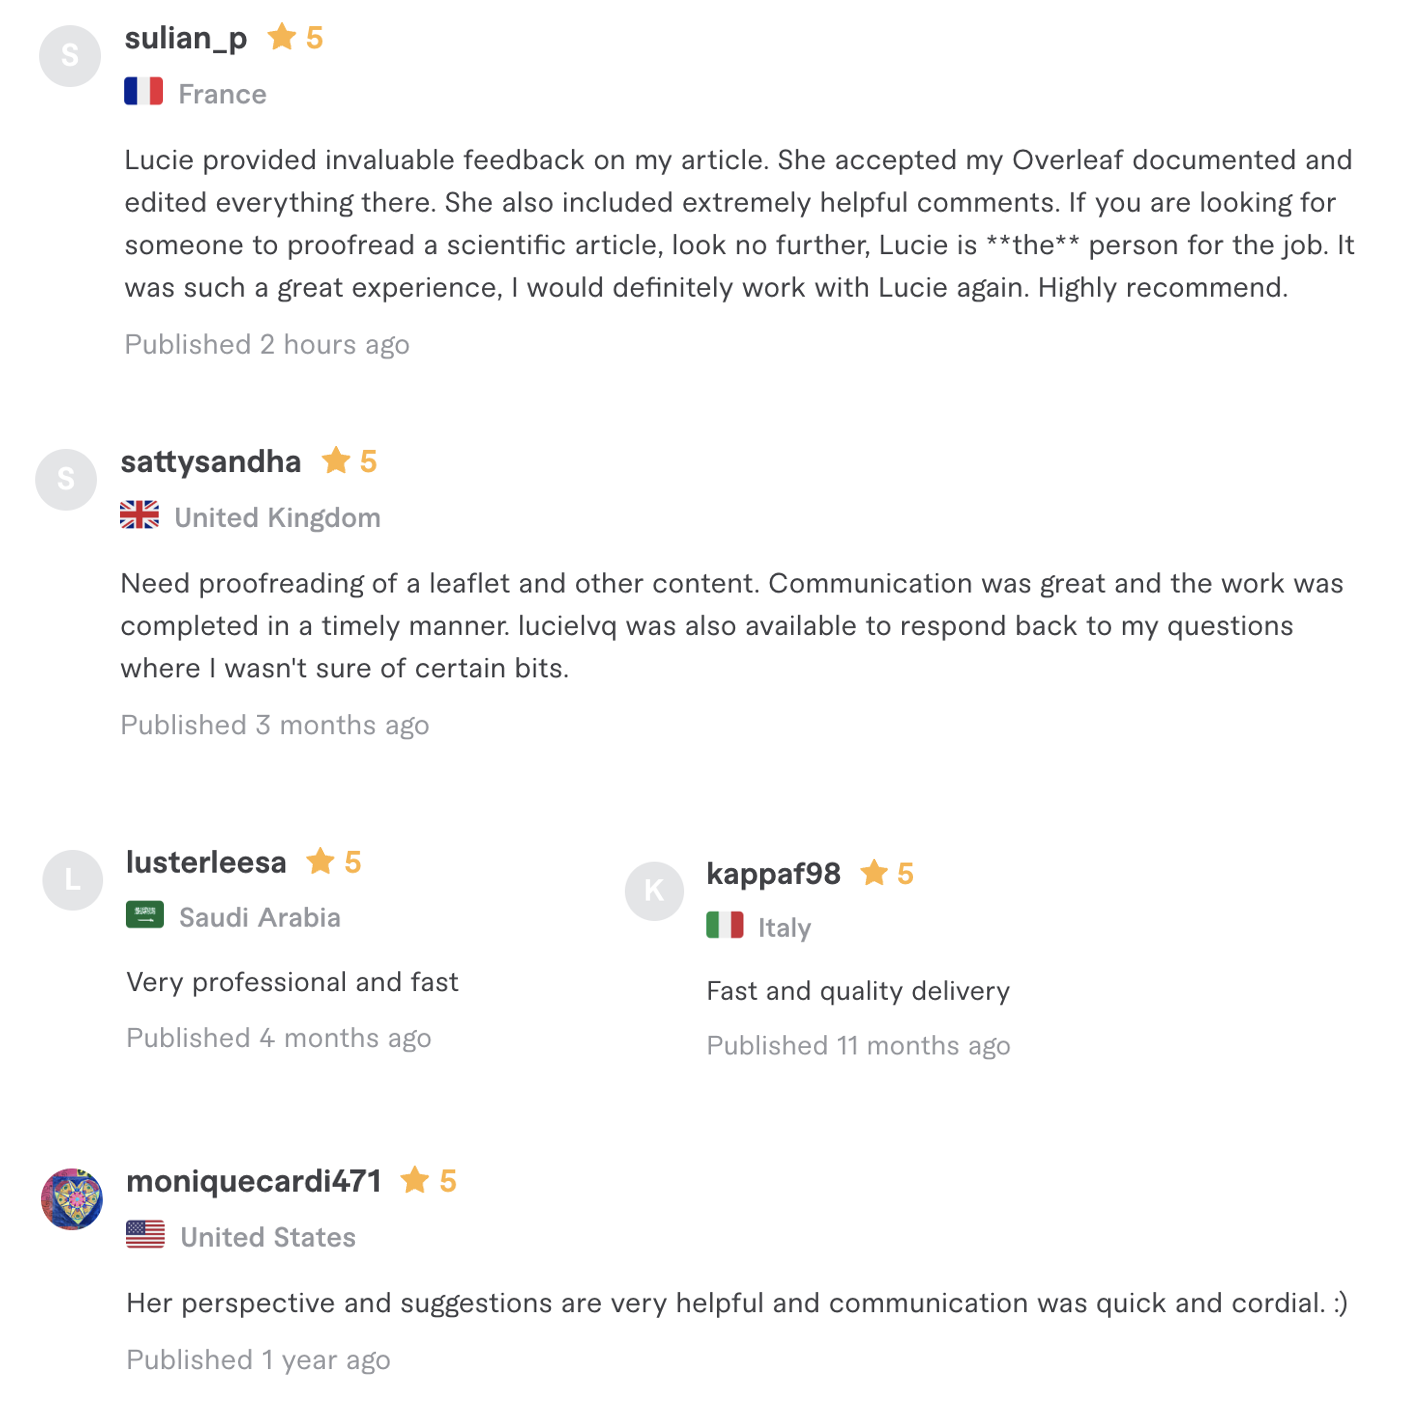 S
sulian_p 5
France
Lucie provided invaluable feedback on my article. She accepted my Overleaf documented and
edited everything there. She also included extremely helpful comments. If you are looking for
someone to proofread a scientific article, look no further, Lucie is **the** person for the job. It
was such a great experience, I would definitely work with Lucie again. Highly recommend.
Published 2 hours ago
S
sattysandha 5
United Kingdom
Need proofreading of a leaflet and other content. Communication was great and the work was
completed in a timely manner. lucielvq was also available to respond back to my questions
where I wasn't sure of certain bits.
Published 3 months ago
L
lusterleesa 5
Saudi Arabia
Very professional and fast
Published 4 months ago
K
kappaf98 5
Italy
Fast and quality delivery
Published 11 months ago
moniquecardi471 5
United States
Her perspective and suggestions are very helpful and communication was quick and cordial. :)
Published 1 year ago